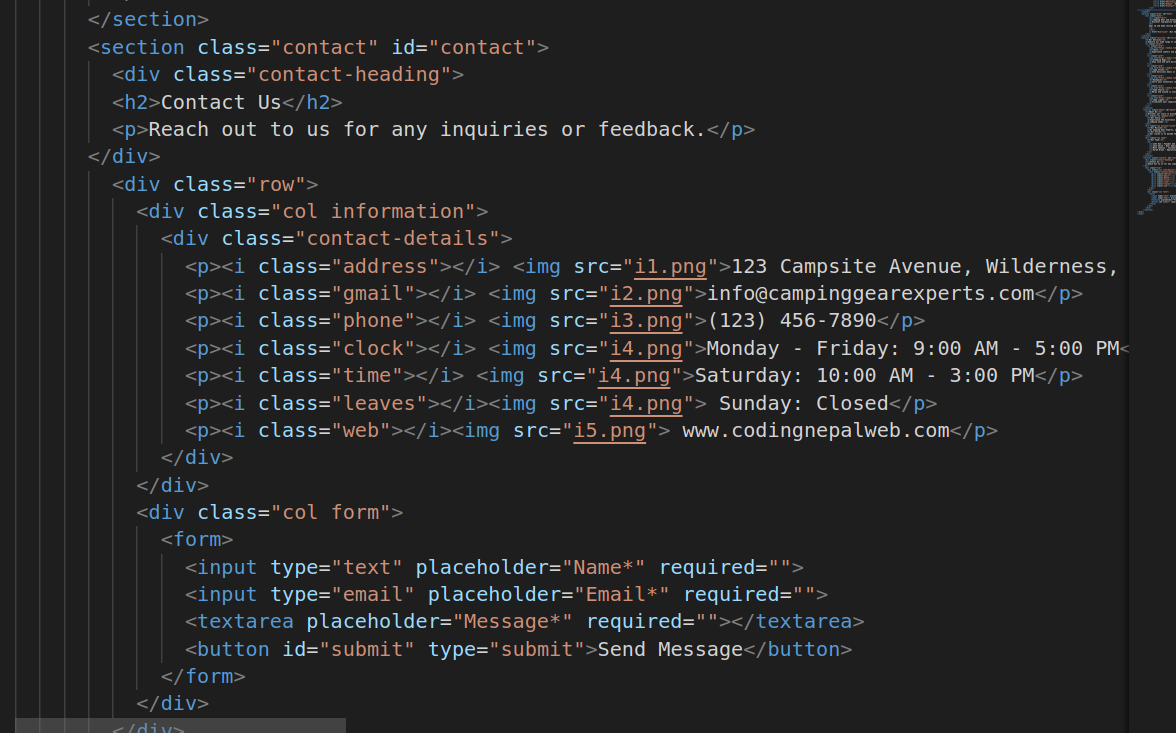 </section>
<section class="contact" id="contact">
<div class="contact-heading">
<h2>Contact Us</h2>
<p>Reach out to us for any inquiries or feedback.</p>
</div>
<div class="row">
<div class="col information">
<div class="contact-details">
<p><i class="address"></i> <img src="i1.png">123 Campsite Avenue, Wilderness,
<p><i class="gmail"></i> <img src="i2.png">info@campinggearexperts.com</p>
<p><i class="phone"></i> <img src="i3.png">(123) 456-7890</p>
<p><i class="clock"></i> <img src="i4.png">Monday - Friday: 9:00 AM - 5:00 PM<
<p><i class="time"></i> <img src="i4.png">Saturday: 10:00 AM - 3:00 PM</p>
<p><i class="leaves"></i><img src="i4.png"> Sunday: Closed</p>
<p><i class="web"></i><img src="i5.png"> www.codingnepalweb.com</p>
</div>
</div>
<div class="col form">
<form>
<input type="text" placeholder="Name*" required="">
<input type="email" placeholder="Email*" required="">
<textarea placeholder="Message*" required=""></textarea>
<button id="submit" type="submit">Send Message</button>
</form>
</div>
</div>